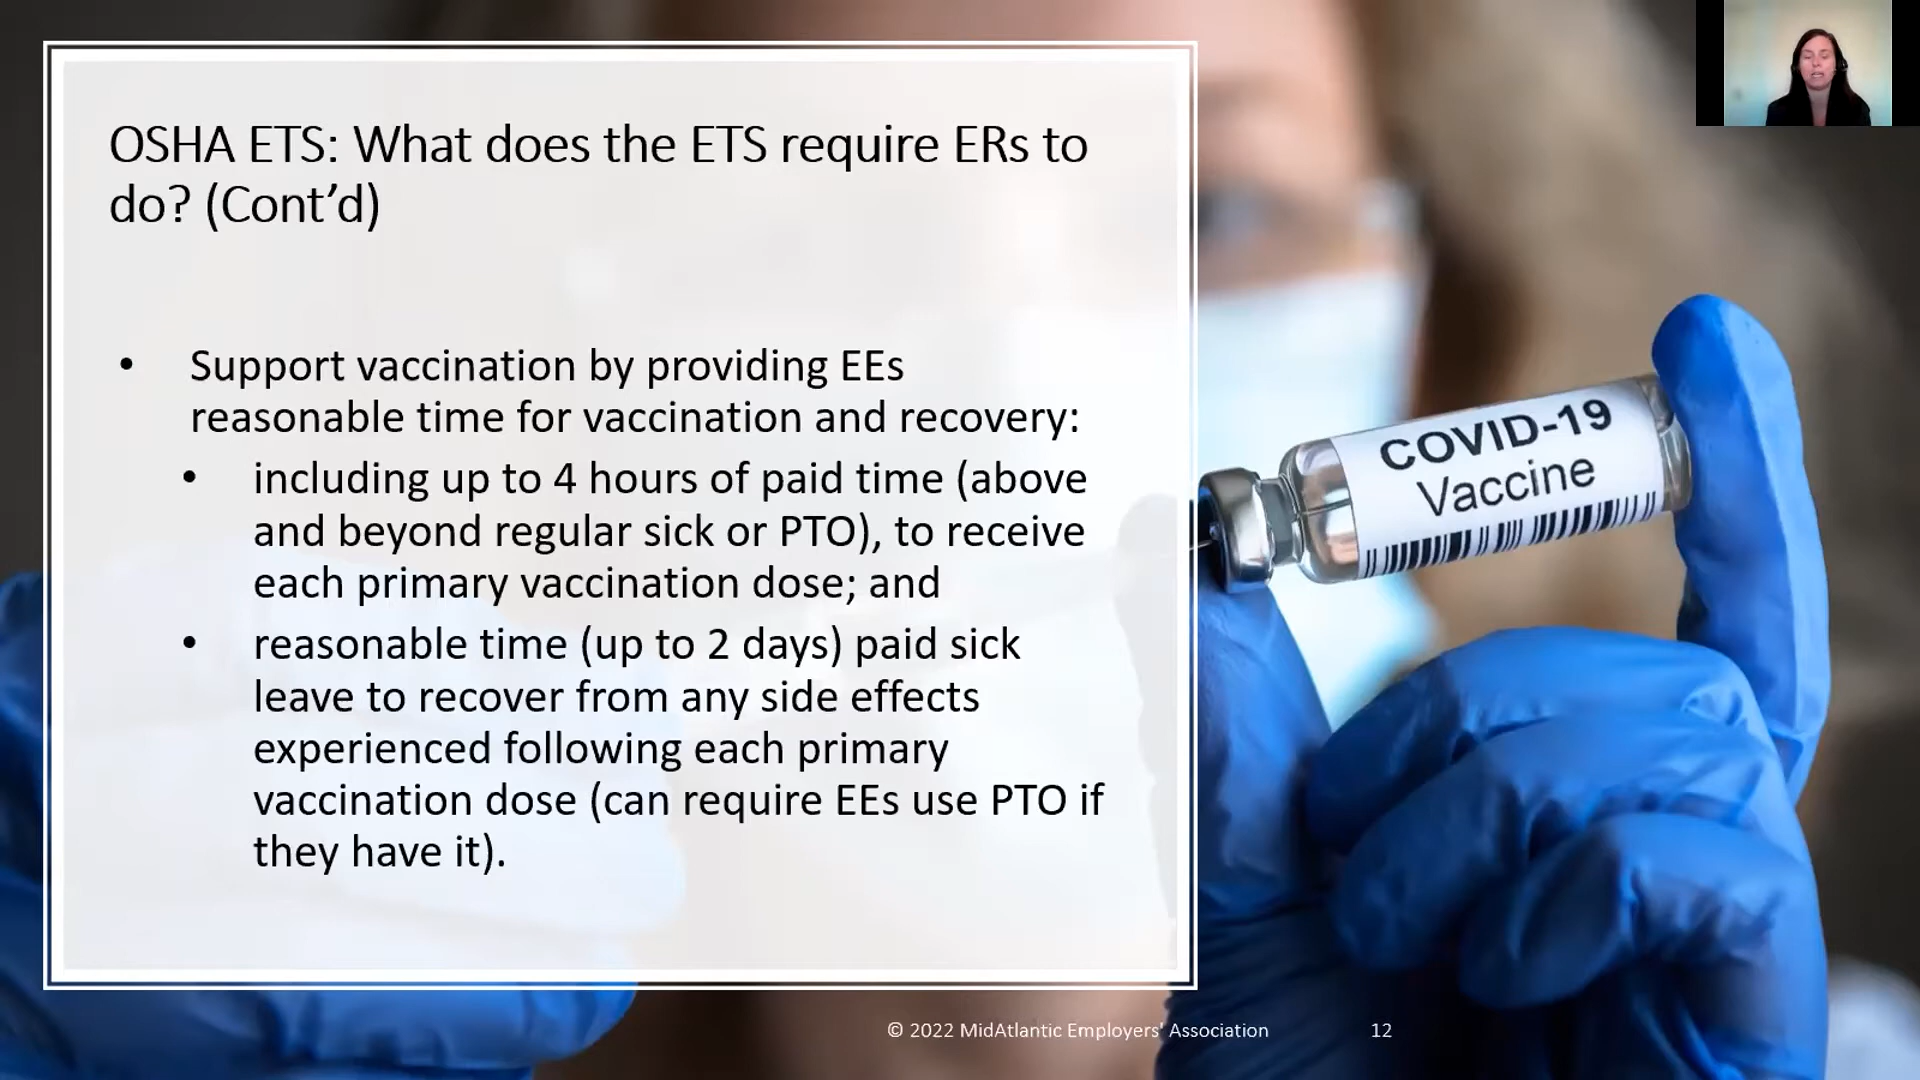 OSHA ETS: What does the ETS require ERs to
do? (Cont’d)
• Support vaccination by providing EEs
reasonable time for vaccination and recovery:
• including up to 4 hours of paid time (above
and beyond regular sick or PTO), to receive
each primary vaccination dose; and
• reasonable time (up to 2 days) paid sick
leave to recover from any side effects
experienced following each primary
vaccination dose (can require EEs use PTO if
they have it).
COVID-19
Vaccine
© 2022 MidAtlantic Employers' Association
12